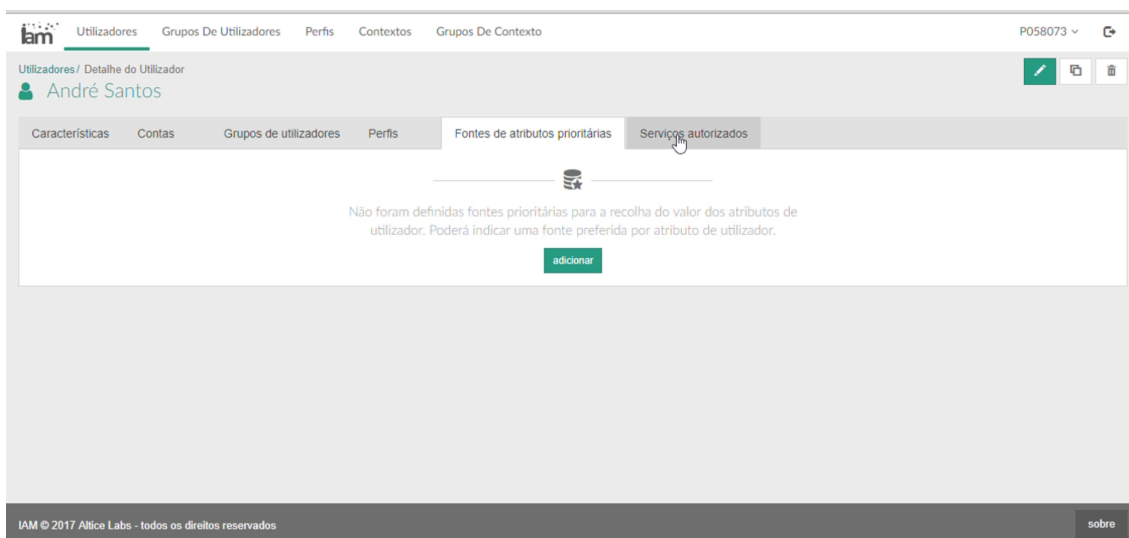 Iam Utilizadores Grupos De Utilizadores Perfis Contextos Grupos De Contexto P058073
Utilizadores / Detalhe do Utilizador
André Santos
Características Contas Grupos de utilizadores Perfis Fontes de atributos prioritárias Serviços autorizados
Não foram definidas fontes prioritárias para a recolha do valor dos atributos de
utilizador. Poderá indicar uma fonte preferida por atributo de utilizador.
adicionar
IAM © 2017 Altice Labs - todos os direitos reservados sobre